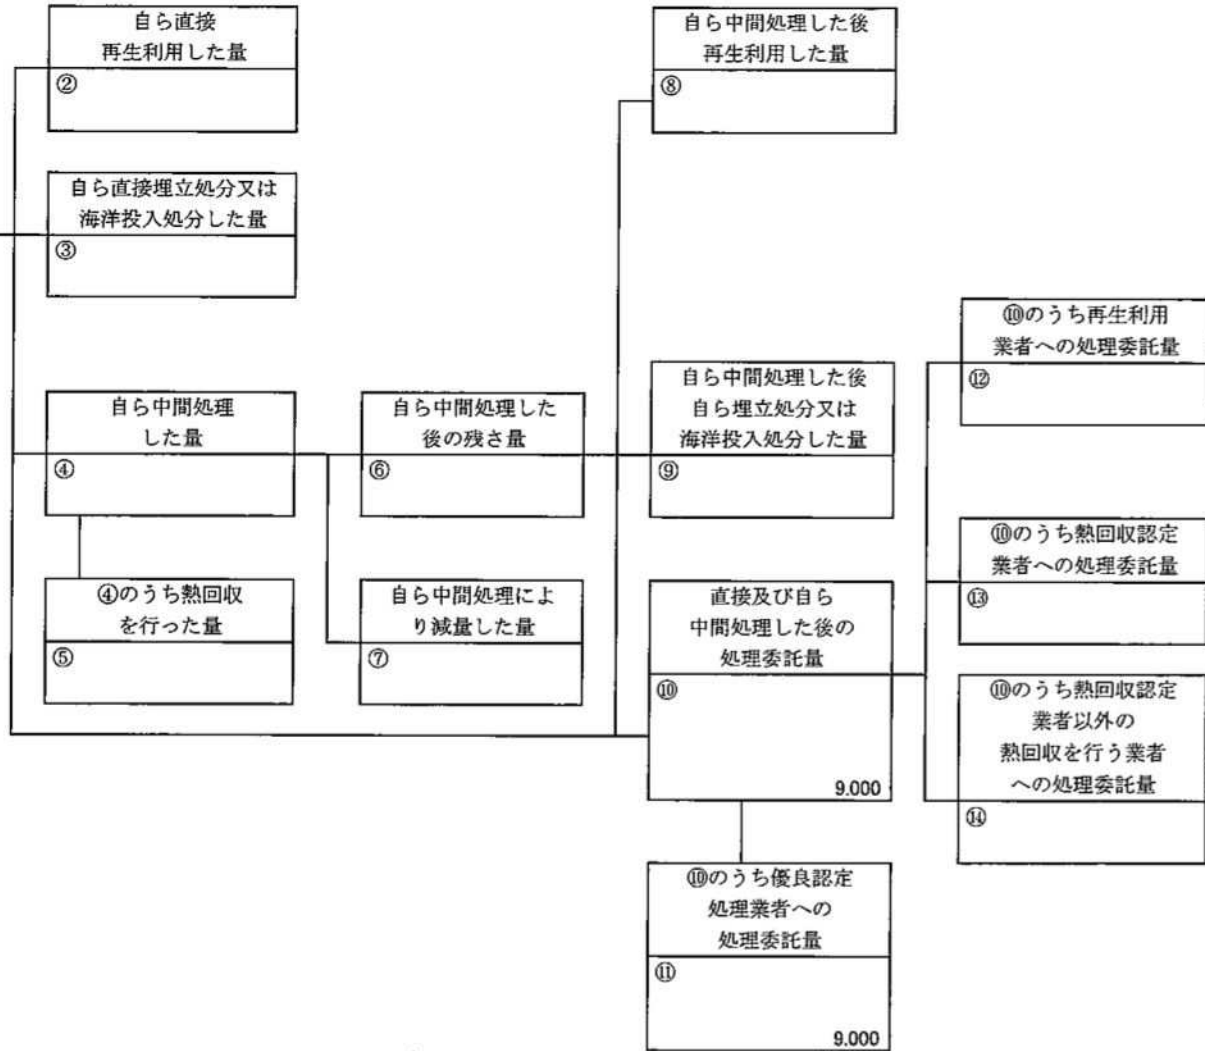 自ら直接
再生利用した量
②
自ら中間処理した後
再生利用した量
⑧
自ら直接埋立処分又は
海洋投入処分した量
③
⑩のうち再生利用
業者への処理委託量
⑫
自ら中間処理
した量
④
自ら中間処理した
後の残さ量
⑥
自ら中間処理した後
自ら埋立処分又は
海洋投入処分した量
⑨
⑩のうち熱回収認定
業者への処理委託量
⑬
④のうち熱回収
を行った量
⑤
自ら中間処理によ
り減量した量
⑦
直接及び自ら
中間処理した後の
処理委託量
⑩
9.000
⑩のうち熱回収認定
業者以外の
熱回収を行う業者
への処理委託量
⑭
⑩のうち優良認定
処理業者への
処理委託量
⑪
9.000